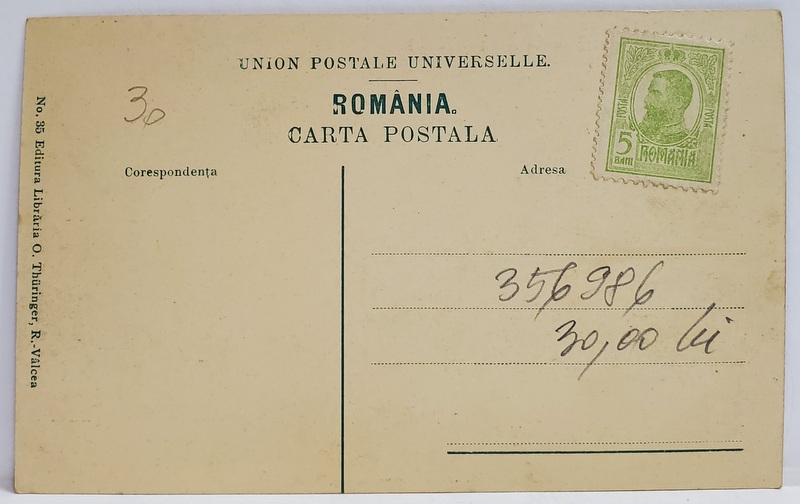 UNION POSTALE UNIVERSELLE.
ROMÂNIA.
CARTA POSTALA
30
Corespondența
Adresa
POSTA
POSTA
5
BANI
ROMANIA
356986
30,00 lei
No. 35 Editura Librăria O. Thüringer, R.-Vâlcea